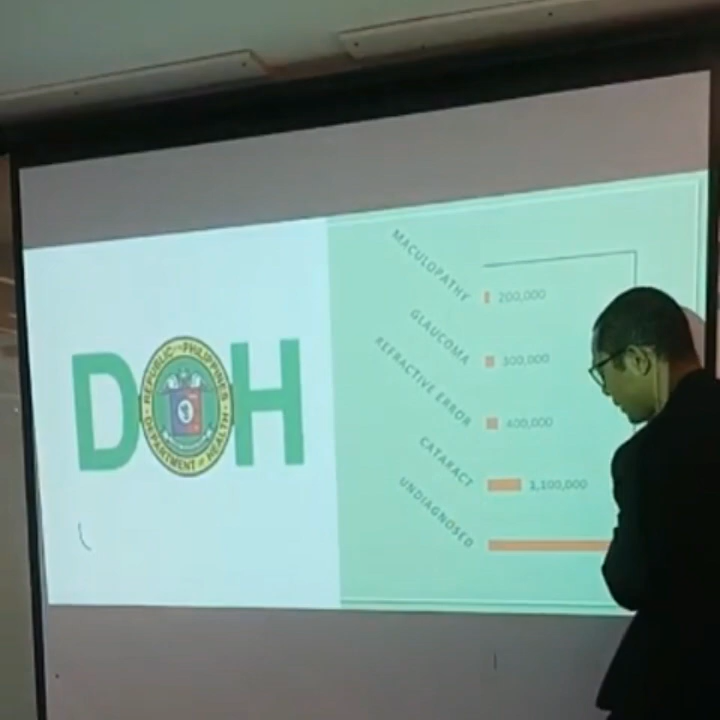 DOH
REPUBLIC OF PHILIPPINES
DEPARTMENT OF HEALTH
MACULOPATHY
200,000
GLAUCOMA
300,000
REFRACTIVE ERROR
400,000
CATARACT
1,100,000
UNDIAGNOSED